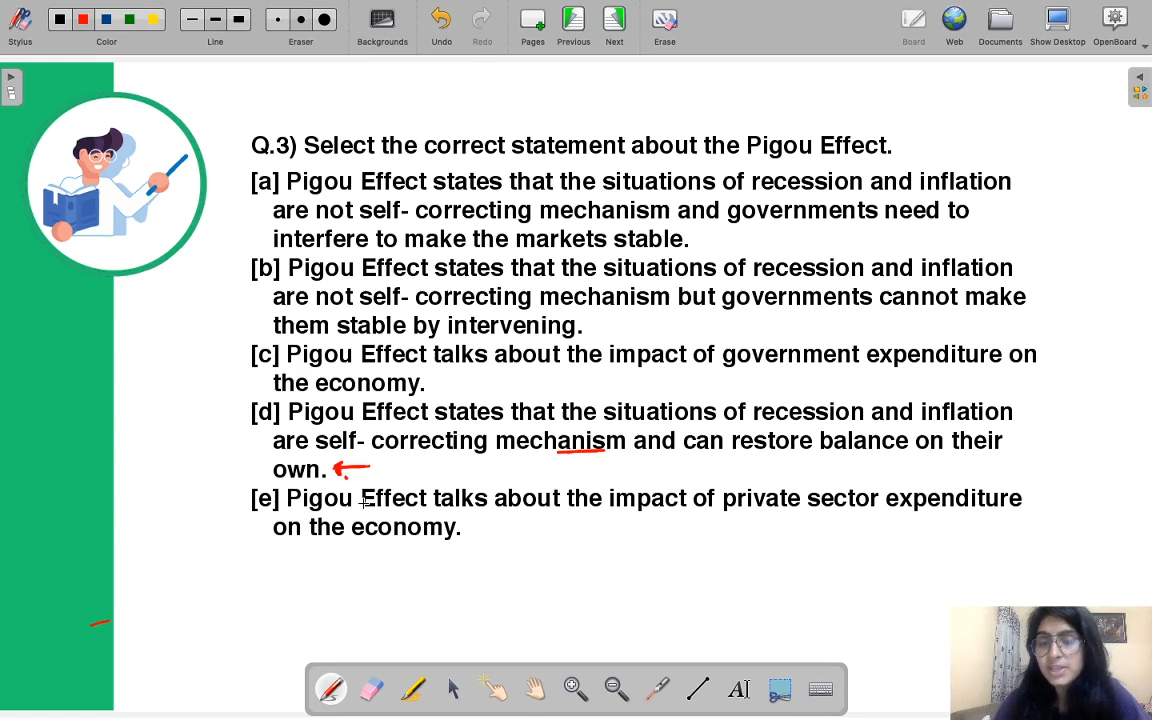 Stylus Color Line Eraser Backgrounds Undo Redo Pages Previous Next Erase Board Web Documents Show Desktop OpenBoard
Q.3) Select the correct statement about the Pigou Effect.
[a] Pigou Effect states that the situations of recession and inflation
are not self- correcting mechanism and governments need to
interfere to make the markets stable.
[b] Pigou Effect states that the situations of recession and inflation
are not self- correcting mechanism but governments cannot make
them stable by intervening.
[c] Pigou Effect talks about the impact of government expenditure on
the economy.
[d] Pigou Effect states that the situations of recession and inflation
are self- correcting mechanism and can restore balance on their
own.
[e] Pigou Effect talks about the impact of private sector expenditure
on the economy.